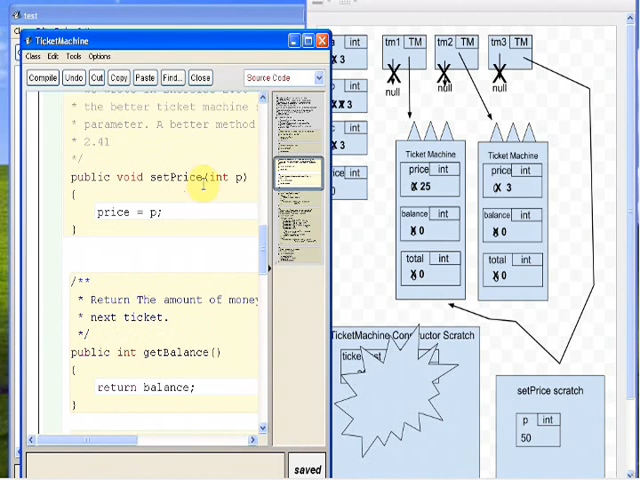 test
TicketMachine
Class Edit Tools Options
Compile Undo Cut Copy Paste Find... Close Source Code
* the better ticket machine s
* parameter. A better method
* 2.41
*/
public void setPrice(int p)
{
price = p;
}
/**
* Return The amount of money
* next ticket.
*/
public int getBalance()
{
return balance;
}
saved
int
3
int
3
int
3
int
tm1 TM
null
tm2 TM
null
tm3 TM
null
Ticket Machine
price int
25
balance int
0
total int
0
Ticket Machine
price int
3
balance int
0
total int
0
TicketMachine Constructor Scratch
setPrice scratch
p int
50